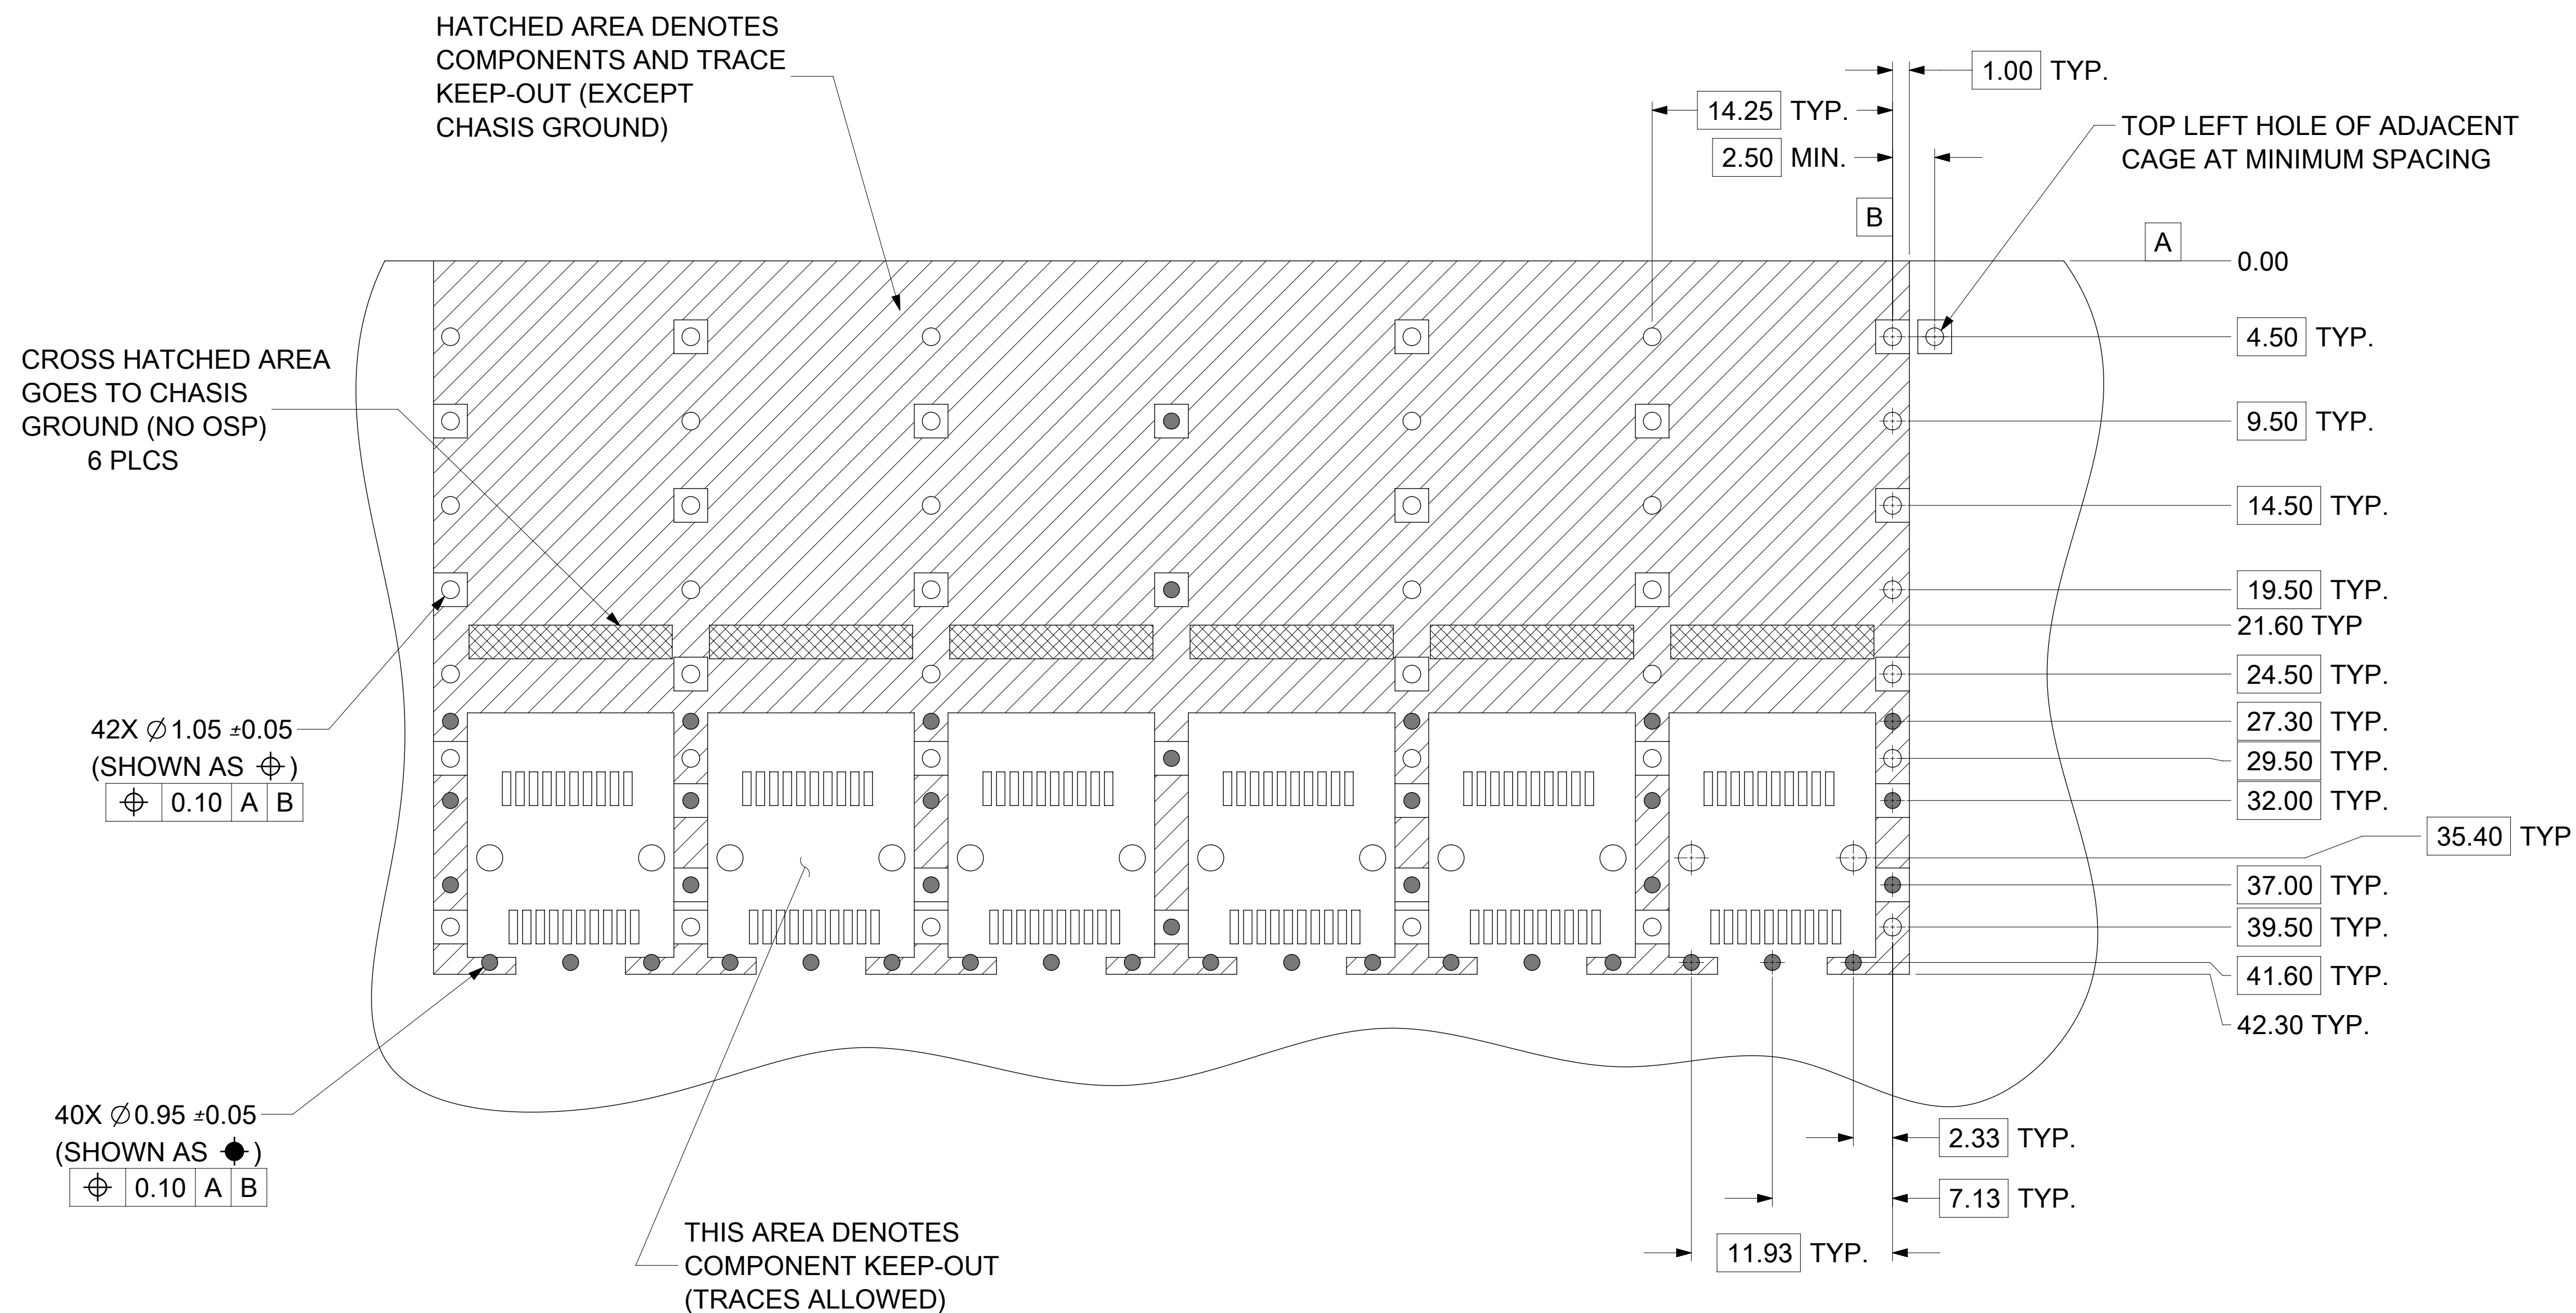 HATCHED AREA DENOTES
COMPONENTS AND TRACE
KEEP-OUT (EXCEPT
CHASIS GROUND)
1.00 TYP.
14.25 TYP.
2.50 MIN.
TOP LEFT HOLE OF ADJACENT
CAGE AT MINIMUM SPACING
B
A
0.00
4.50 TYP.
CROSS HATCHED AREA
GOES TO CHASIS
GROUND (NO OSP)
6 PLCS
9.50 TYP.
14.50 TYP.
19.50 TYP.
21.60 TYP
24.50 TYP.
27.30 TYP.
29.50 TYP.
32.00 TYP.
35.40 TYP
37.00 TYP.
39.50 TYP.
41.60 TYP.
42.30 TYP.
42X ∅1.05 ±0.05
(SHOWN AS ⌖)
⌖ 0.10 A B
40X ∅0.95 ±0.05
(SHOWN AS )
⌖ 0.10 A B
2.33 TYP.
7.13 TYP.
11.93 TYP.
THIS AREA DENOTES
COMPONENT KEEP-OUT
(TRACES ALLOWED)